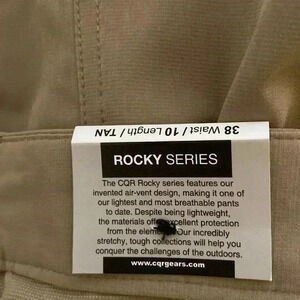 38 Waist / 10 Length / TAN
ROCKY SERIES
The CQR Rocky series features our
invented air-vent design, making it one of
our lightest and most breathable pants
to date. Despite being lightweight,
the materials offer excellent protection
from the elements. Our incredibly
stretchy, tough collections will help you
conquer the challenges of the outdoors.
www.cqrgears.com